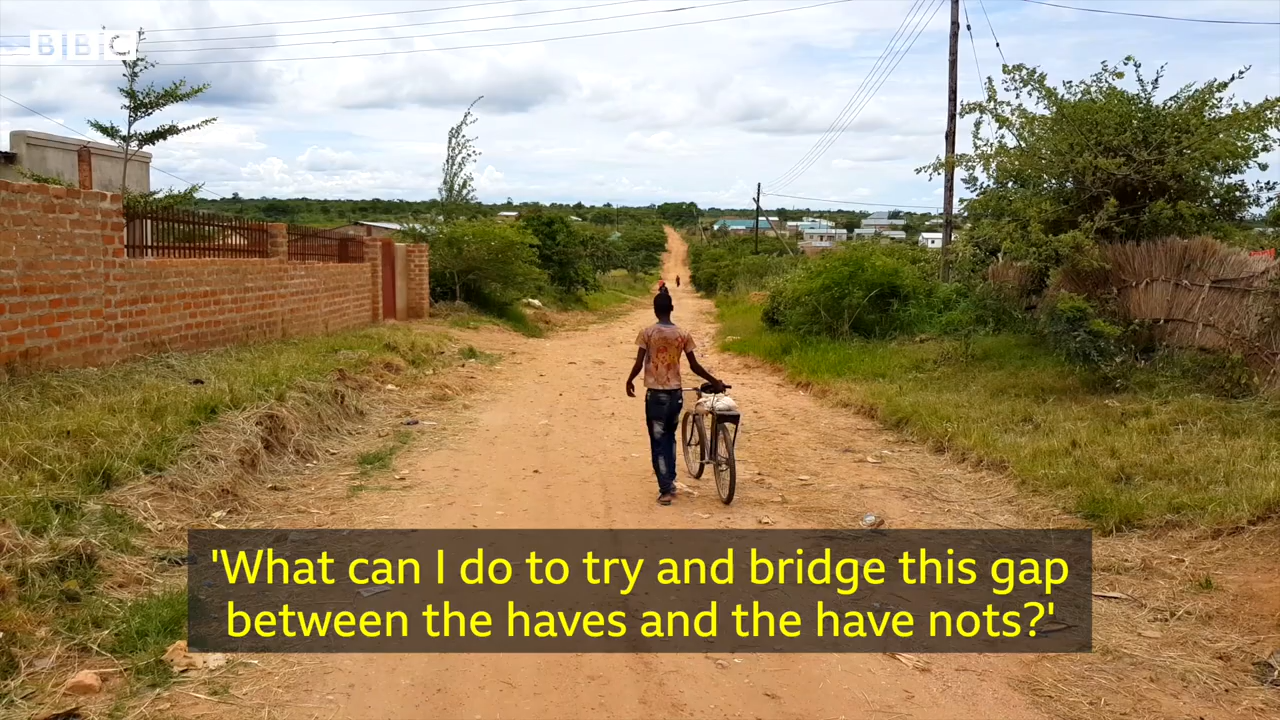 BBC
'What can I do to try and bridge this gap
between the haves and the have nots?'